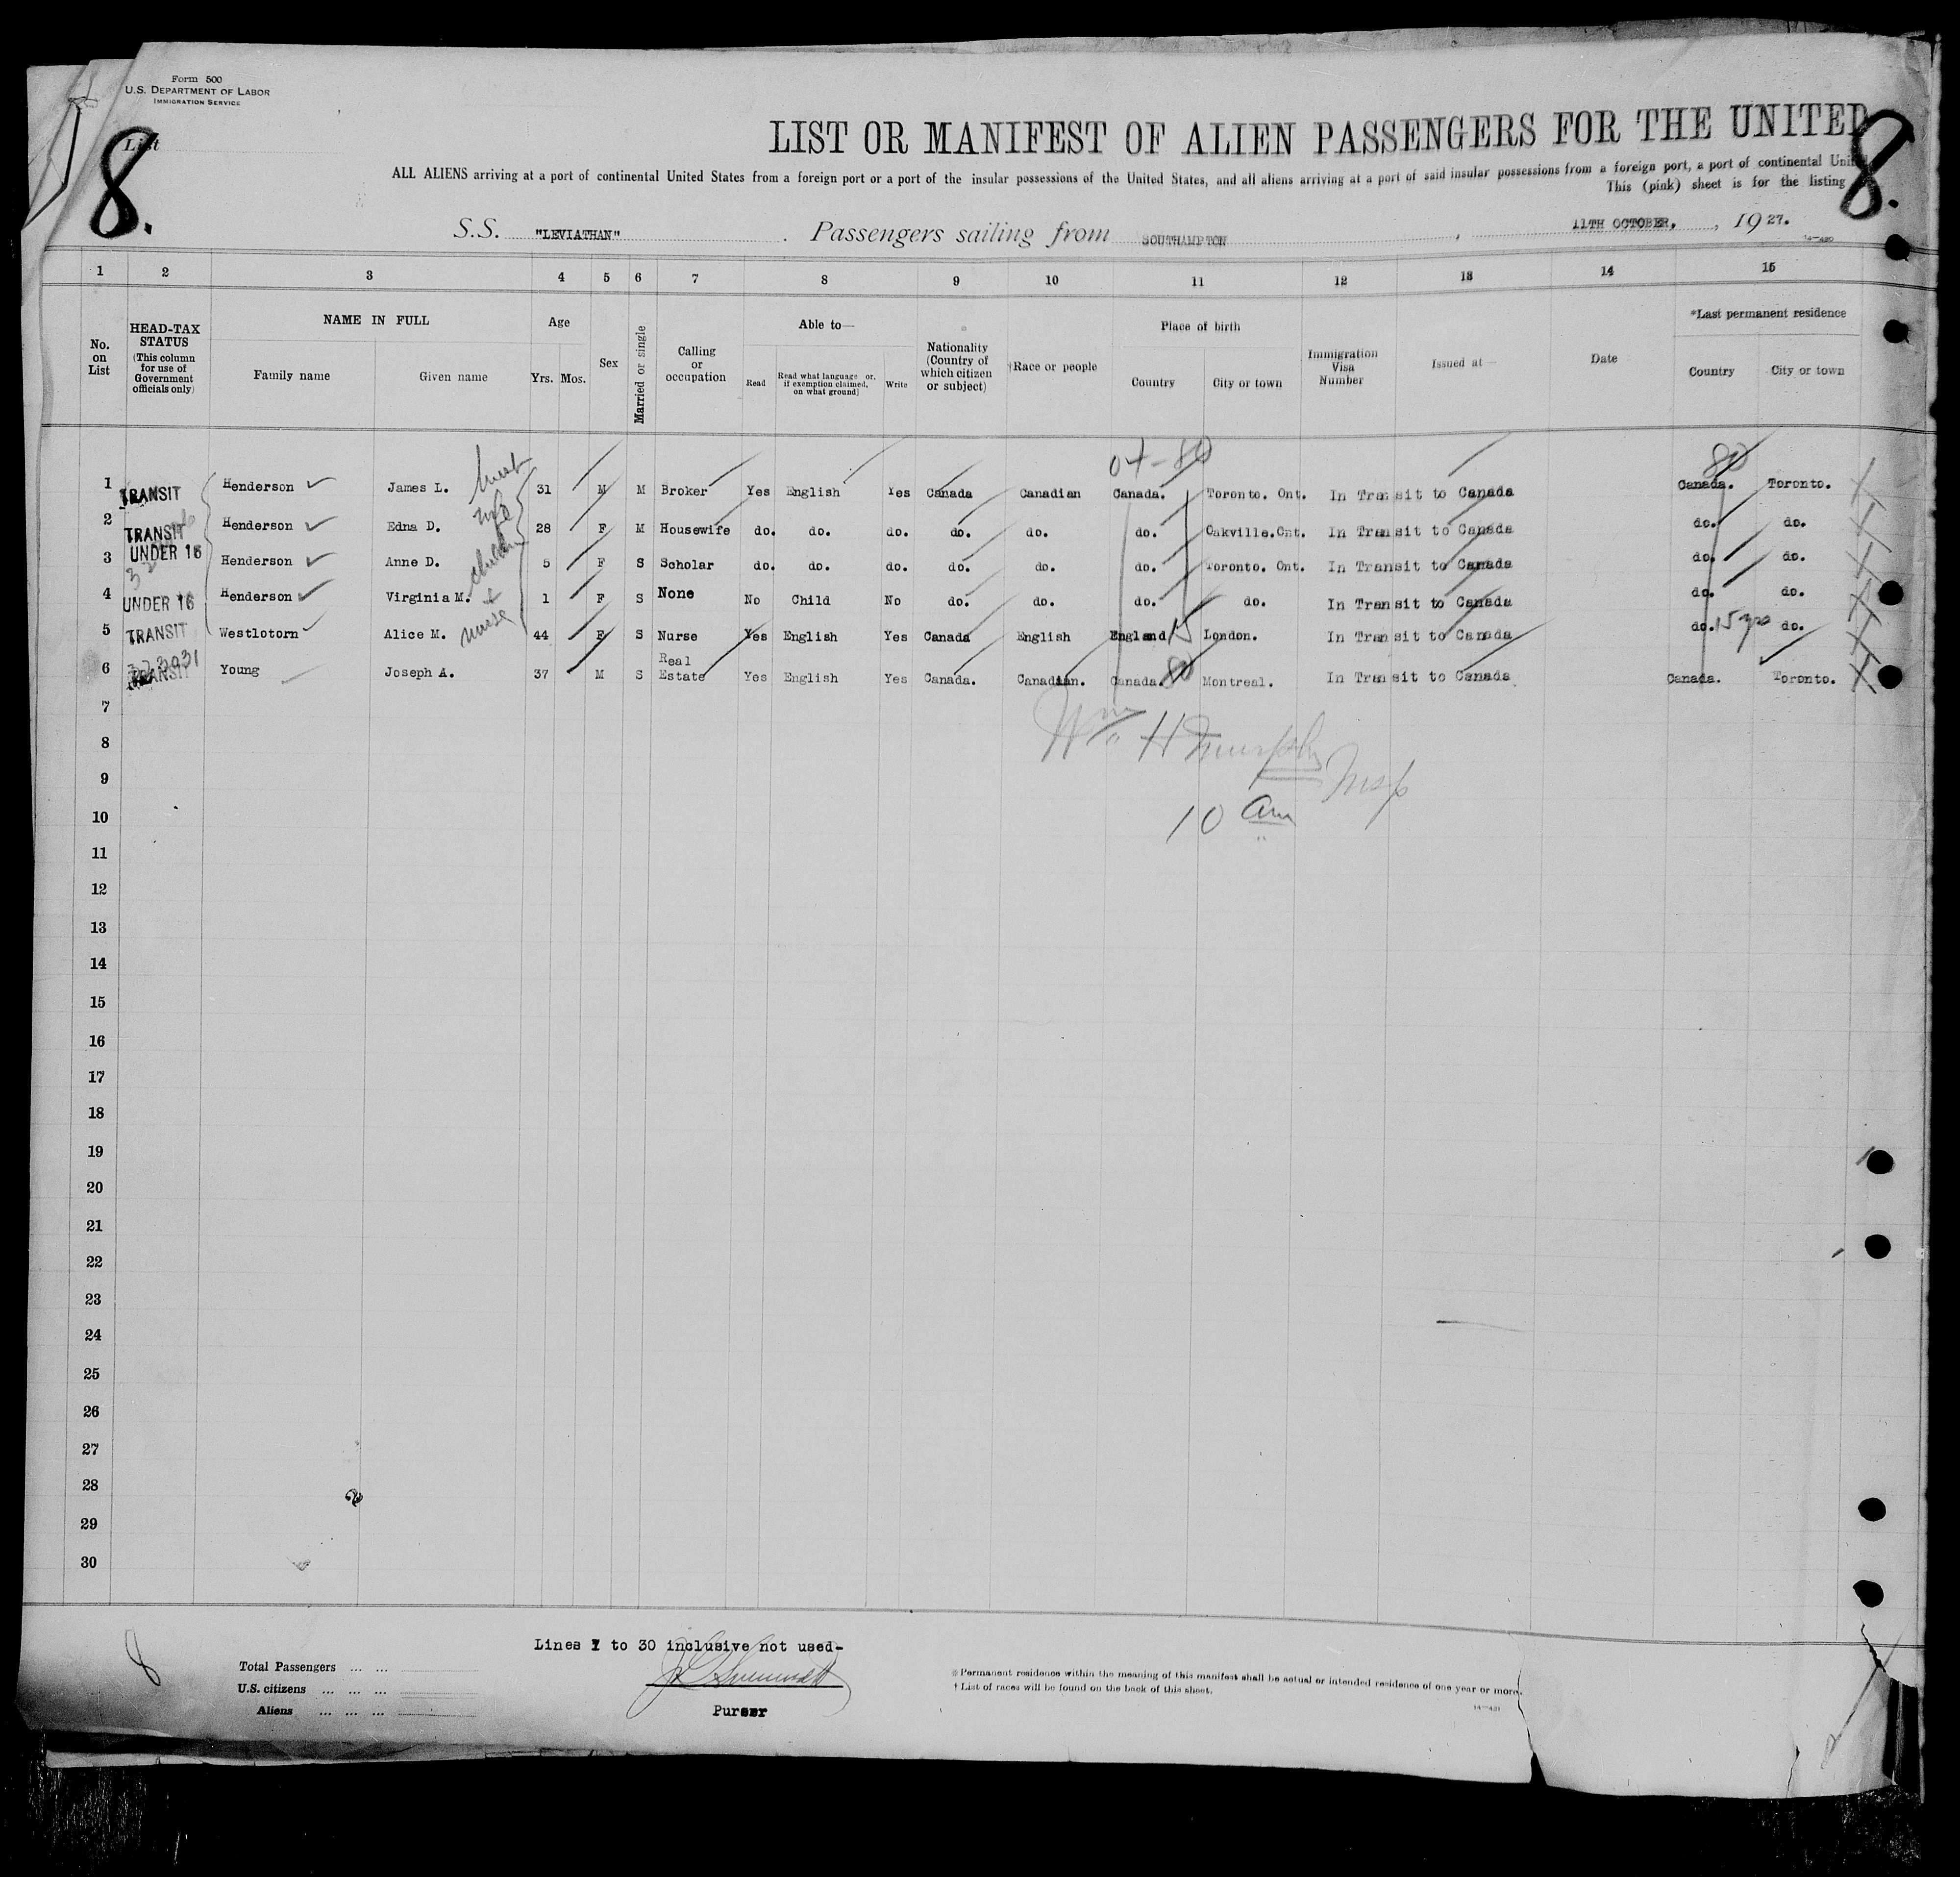 Form 500
U.S. DEPARTMENT OF LABOR
IMMIGRATION SERVICE
List
8.
8.
LIST OR MANIFEST OF ALIEN PASSENGERS FOR THE UNITED
ALL ALIENS arriving at a port of continental United States from a foreign port or a port of the insular possessions of the United States, and all aliens arriving at a port of said insular possessions from a foreign port, a port of continental
This (pink) sheet is for the listing
S.S. "LEVIATHAN" . Passengers sailing from SOUTHAMPTON , 11TH OCTOBER, , 1927.
1 2 3 4 5 6 7 8 9 10 11 12 13 14 15
No. on List
HEAD-TAX STATUS (This column for use of Government officials only)
NAME IN FULL
Family name Given name
Age
Yrs. Mos.
Sex
Married or single
Calling or occupation
Able to—
Read Read what language or, if exemption claimed, on what ground) Write
Nationality (Country of which citizen or subject)
†Race or people
Place of birth
Country City or town
Immigration Visa Number
Issued at—
Date
*Last permanent residence
Country City or town
04-80 80
1 TRANSIT Henderson James L. 31 M M Broker Yes English Yes Canada Canadian Canada. Toronto. Ont. In Transit to Canada Canada. Toronto.
2 TRANSIT Henderson Edna D. wife 28 F M Housewife do. do. do. do. do. do. Oakville.Ont. In Transit to Canada do. do.
3 UNDER 16 Henderson Anne D. children 5 F S Scholar do. do. do. do. do. do. Toronto. Ont. In Transit to Canada do. do.
4 UNDER 16 Henderson Virginia M. + 1 F S None No Child No do. do. do. do. In Transit to Canada do. do.
5 TRANSIT Westlotorn Alice M. nurse 44 F S Nurse Yes English Yes Canada English England 15 London. In Transit to Canada do. 15 yrs do.
6 TRANSIT Young Joseph A. 37 M S Real Estate Yes English Yes Canada. Canadian. Canada. 80 Montreal. In Transit to Canada Canada. Toronto.
7
Wm H Murphy
8
Insp
9
10 am
10
11
12
13
14
15
16
17
18
19
20
21
22
23
24
25
26
27
28
29
30
8
Lines 7 to 30 inclusive not used-
Total Passengers ... ...
U.S. citizens ... ... ...
Aliens ... ... ...
Purser
*Permanent residence within the meaning of this manifest shall be actual or intended residence of one year or more.
†List of races will be found on the back of this sheet.